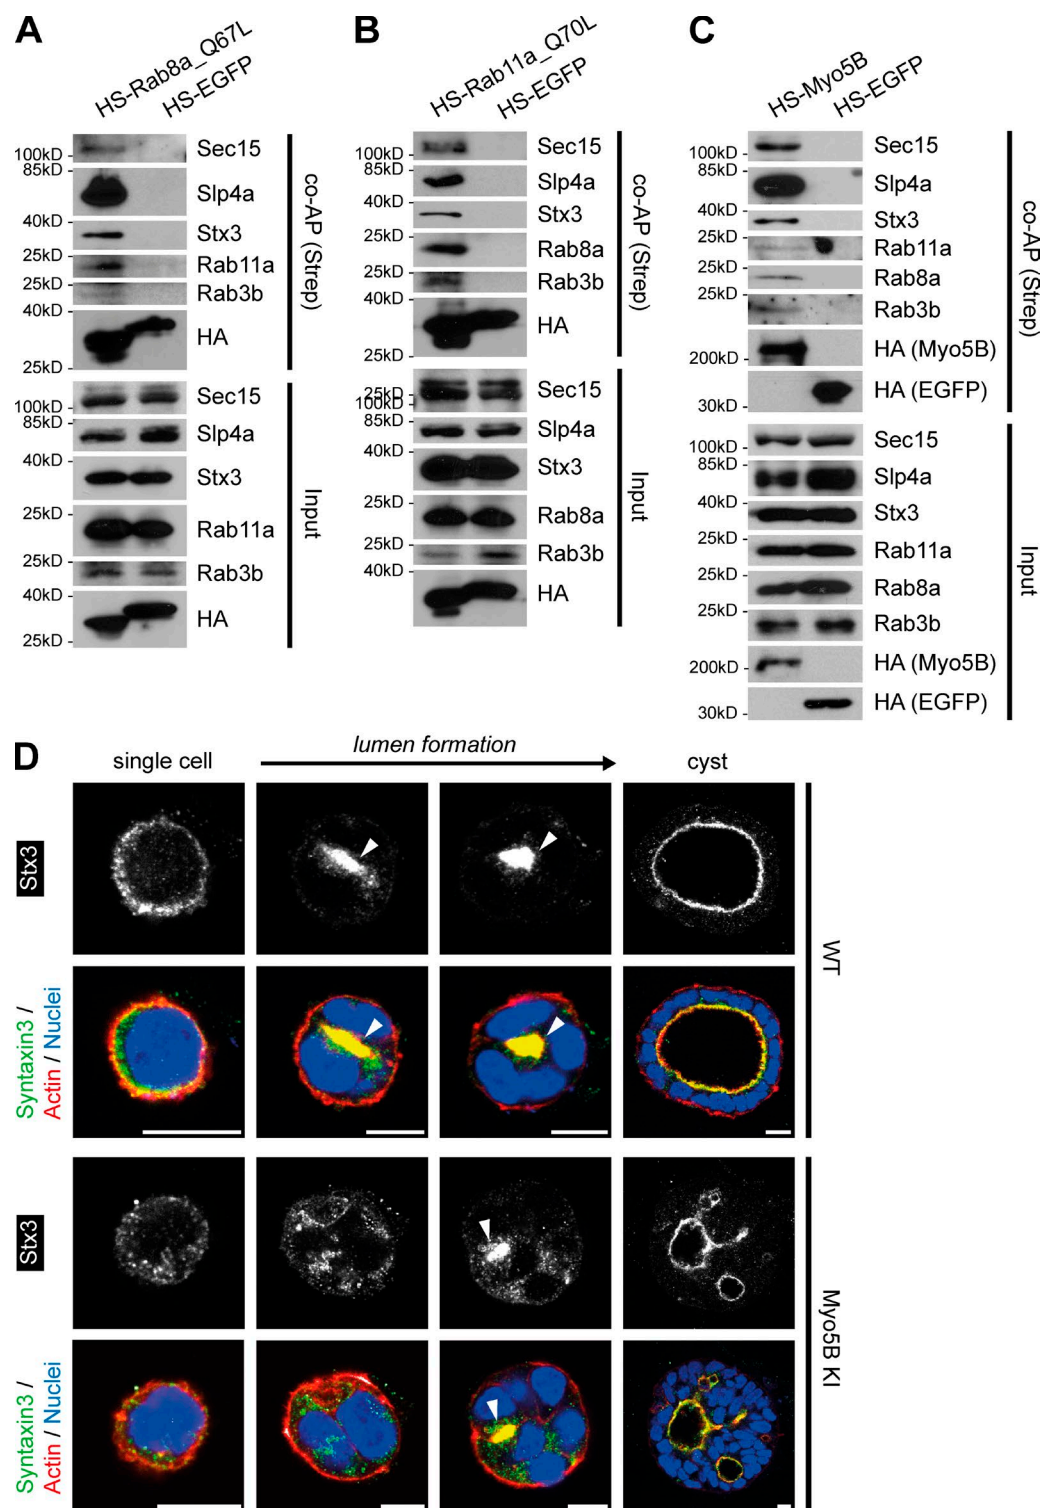 A
HS-Rab8a_Q67L
HS-EGFP
100kD
85kD
40kD
25kD
25kD
40kD
25kD
Sec15
Slp4a
Stx3
Rab11a
Rab3b
HA
co-AP (Strep)
100kD
85kD
40kD
25kD
25kD
40kD
25kD
Sec15
Slp4a
Stx3
Rab11a
Rab3b
HA
Input
B
HS-Rab11a_Q70L
HS-EGFP
100kD
85kD
40kD
25kD
25kD
40kD
25kD
Sec15
Slp4a
Stx3
Rab8a
Rab3b
HA
co-AP (Strep)
25kD
100kD
85kD
40kD
25kD
25kD
40kD
Sec15
Slp4a
Stx3
Rab8a
Rab3b
HA
Input
C
HS-Myo5B
HS-EGFP
100kD
85kD
40kD
25kD
25kD
25kD
200kD
30kD
Sec15
Slp4a
Stx3
Rab11a
Rab8a
Rab3b
HA (Myo5B)
HA (EGFP)
co-AP (Strep)
100kD
85kD
40kD
25kD
25kD
25kD
200kD
30kD
Sec15
Slp4a
Stx3
Rab11a
Rab8a
Rab3b
HA (Myo5B)
HA (EGFP)
Input
D
single cell
lumen formation
cyst
Stx3
Syntaxin3 /
Actin / Nuclei
WT
Stx3
Syntaxin3 /
Actin / Nuclei
Myo5B KI